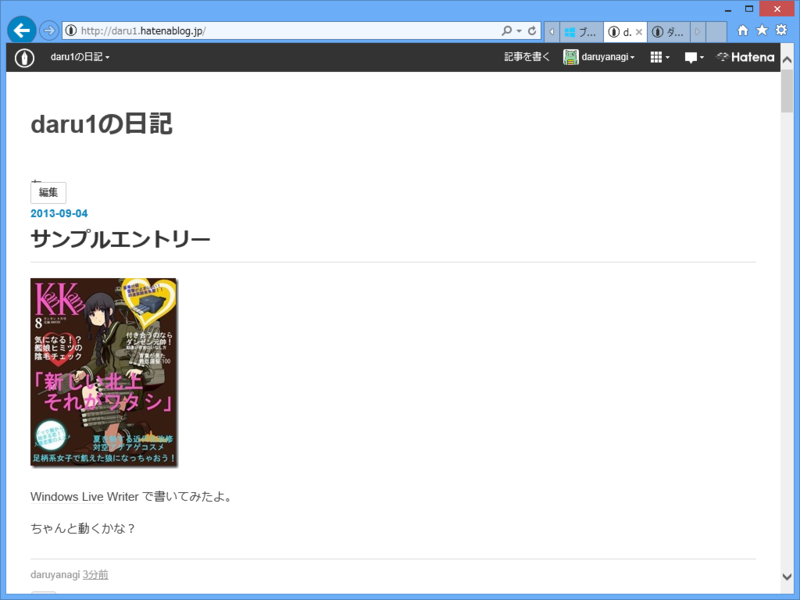 http://daru1.hatenablog.jp/
ブ...
d.
ダ...
daru1の日記
記事を書く
daruyanagi
Hatena
daru1の日記
編集
2013-09-04
サンプルエントリー
8
気になる！？
艦娘ヒミツの
陰毛チェック
付き合うのなら
ダンゼン元帥！
「新しい北上
それがワタシ」
足柄系女子で飢えた狼になっちゃおう！
Windows Live Writer で書いてみたよ。
ちゃんと動くかな？
daruyanagi 3分前